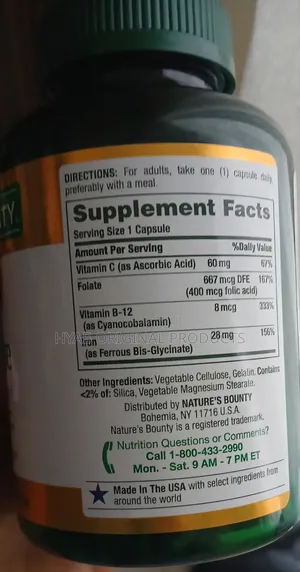 TY
DIRECTIONS: For adults, take one (1) capsule daily,
preferably with a meal.
Supplement Facts
Serving Size 1 Capsule
Amount Per Serving %Daily Value
Vitamin C (as Ascorbic Acid) 60 mg 67%
Folate 667 mcg DFE 167%
(400 mcg folic acid)
Vitamin B-12 8 mcg 333%
(as Cyanocobalamin)
HYAT ORIGINAL PRODUCTS
Iron 28 mg 156%
(as Ferrous Bis-Glycinate)
Other Ingredients: Vegetable Cellulose, Gelatin. Contains
<2% of: Silica, Vegetable Magnesium Stearate.
Distributed by NATURE'S BOUNTY
Bohemia, NY 11716 U.S.A.
Nature's Bounty is a registered trademark.
Nutrition Questions or Comments?
Call 1-800-433-2990
Mon. - Sat. 9 AM - 7 PM ET
Made In The USA with select ingredients from
around the world